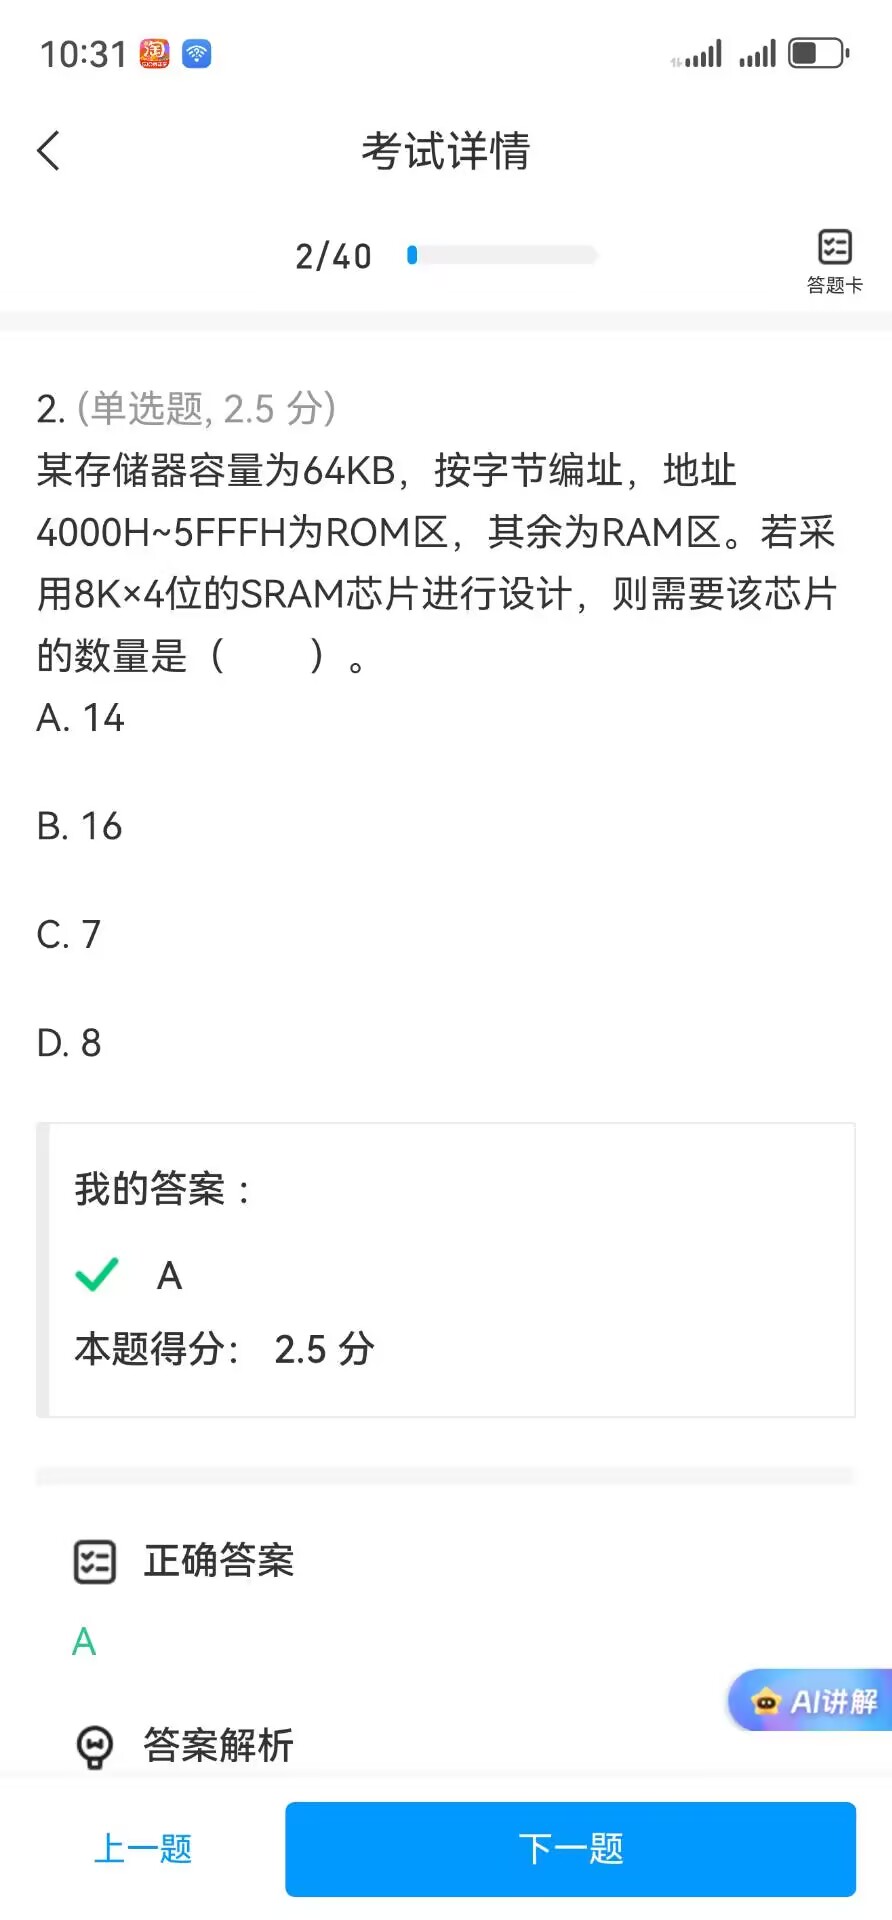 10:31
考试详情
2/40
答题卡
2. (单选题, 2.5 分)
某存储器容量为64KB，按字节编址，地址
4000H~5FFFH为ROM区，其余为RAM区。若采
用8K×4位的SRAM芯片进行设计，则需要该芯片
的数量是（　　）。
A. 14
B. 16
C. 7
D. 8
我的答案：
A
本题得分： 2.5 分
正确答案
A
AI讲解
答案解析
上一题
下一题